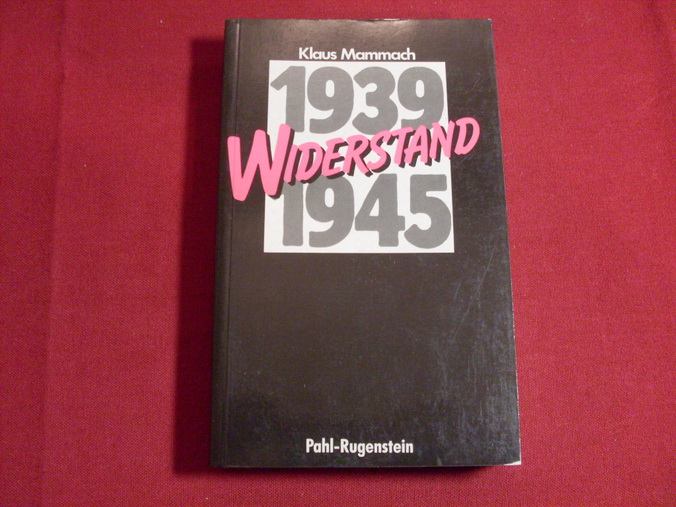 Klaus Mammach
1939
WIDERSTAND
1945
Pahl-Rugenstein